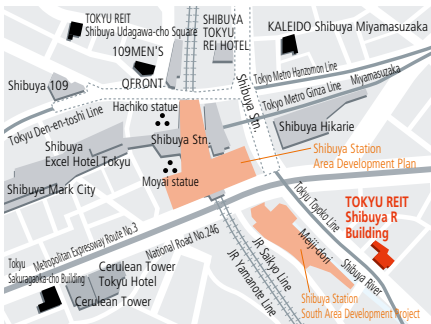 TOKYU REIT
Shibuya Udagawa-cho Square
SHIBUYA
TOKYU
REI HOTEL
KALEIDO Shibuya Miyamasuzaka
109MEN'S
QFRONT
Shibuya 109
Hachiko statue
Shibuya Stn.
Tokyo Metro Hanzomon Line
Tokyo Metro Ginza Line
Miyamasuzaka
Tokyu Den-en-toshi Line
Shibuya Stn.
Shibuya Hikarie
Shibuya
Excel Hotel Tokyu
Shibuya Station
Area Development Plan
Shibuya Mark City
Moyai statue
Tokyu Toyoko Line
TOKYU REIT
Shibuya R
Building
Metropolitan Expressway Route No.3
National Road No.246
Meiji-dori
JR Saikyo Line
JR Yamanote Line
Shibuya River
Tokyu
Sakuragaoka-cho Building
Cerulean Tower
Tokyu Hotel
Cerulean Tower
Shibuya Station
South Area Development Project